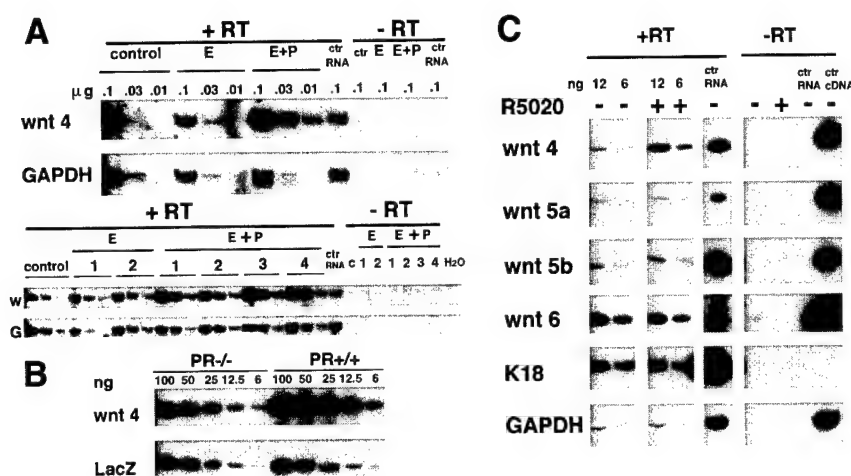 A
+ RT
- RT
control E E+P ctr RNA ctr E E+P ctr RNA
µg .1 .03 .01 .1 .03 .01 .1 .03 .01 .1 .1 .1 .1 .1
wnt 4
GAPDH
+ RT
- RT
E E + P E E + P
control 1 2 1 2 3 4 ctr RNA C 1 2 1 2 3 4 H2O
W
G
B
PR-/- PR+/+
ng 100 50 25 12.5 6 100 50 25 12.5 6
wnt 4
LacZ
C
+RT
-RT
ng 12 6 12 6 ctr RNA ctr RNA ctr cDNA
R5020 - - + + - - + - -
wnt 4
wnt 5a
wnt 5b
wnt 6
K18
GAPDH